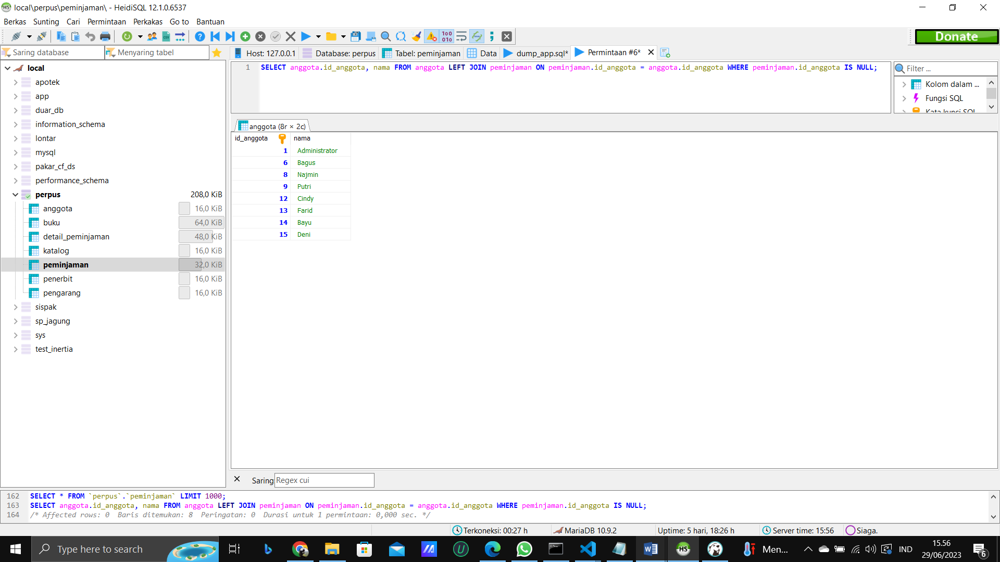 local\perpus\peminjaman\ - HeidiSQL 12.1.0.6537
Berkas Sunting Cari Permintaan Perkakas Go to Bantuan
Donate
Saring database Menyaring tabel
Host: 127.0.0.1 Database: perpus Tabel: peminjaman Data dump_app.sql* Permintaan #6*
1 SELECT anggota.id_anggota, nama FROM anggota LEFT JOIN peminjaman ON peminjaman.id_anggota = anggota.id_anggota WHERE peminjaman.id_anggota IS NULL;
Filter ...
Kolom dalam ...
Fungsi SQL
Kata kunci SQL
local
apotek
app
duar_db
information_schema
lontar
mysql
pakar_cf_ds
performance_schema
perpus 208,0 KiB
anggota 16,0 KiB
buku 64,0 KiB
detail_peminjaman 48,0 KiB
katalog 16,0 KiB
peminjaman 32,0 KiB
penerbit 16,0 KiB
pengarang 16,0 KiB
sispak
sp_jagung
sys
test_inertia
anggota (8r × 2c)
id_anggota nama
1 Administrator
6 Bagus
8 Najmin
9 Putri
12 Cindy
13 Farid
14 Bayu
15 Deni
Saring Regex cui
162 SELECT * FROM `perpus`.`peminjaman` LIMIT 1000;
163 SELECT anggota.id_anggota, nama FROM anggota LEFT JOIN peminjaman ON peminjaman.id_anggota = anggota.id_anggota WHERE peminjaman.id_anggota IS NULL;
164 /* Affected rows: 0 Baris ditemukan: 8 Peringatan: 0 Durasi untuk 1 permintaan: 0,000 sec. */
Terkoneksi: 00:27 h MariaDB 10.9.2 Uptime: 5 hari, 18:26 h Server time: 15:56 Siaga.
Type here to search
Men... IND
15.56
29/06/2023
6